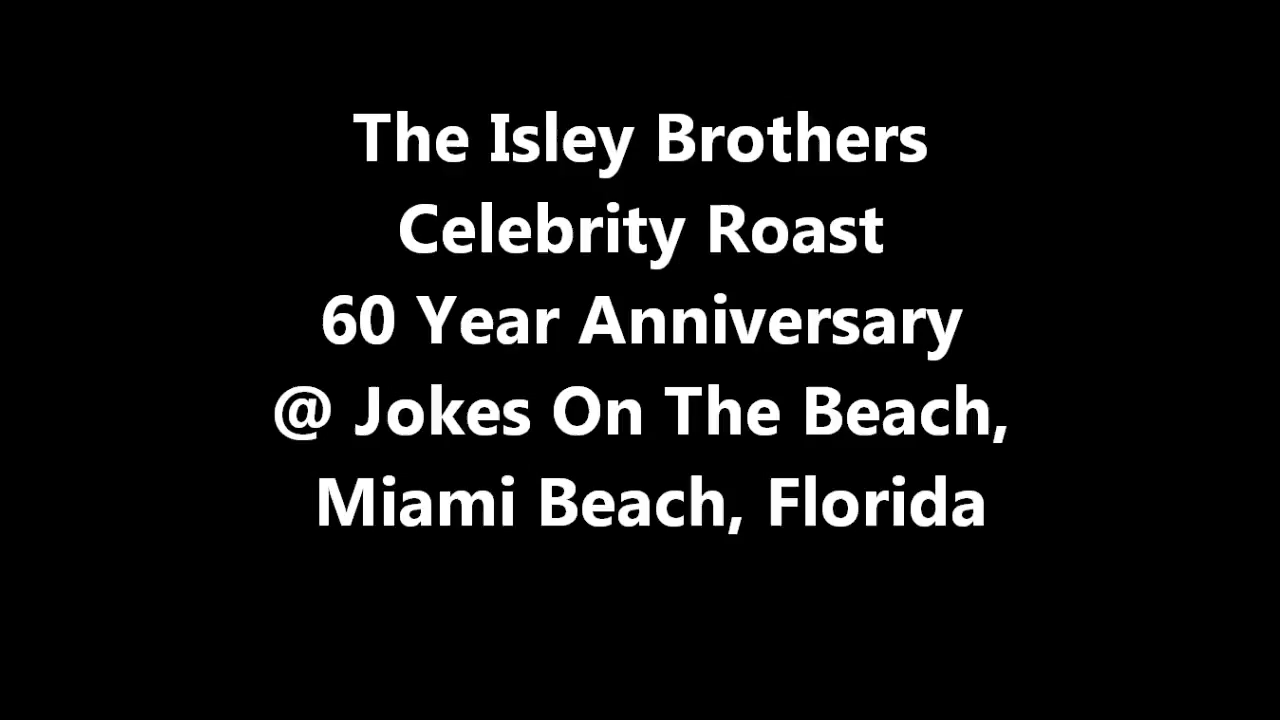 The Isley Brothers
Celebrity Roast
60 Year Anniversary
@ Jokes On The Beach,
Miami Beach, Florida